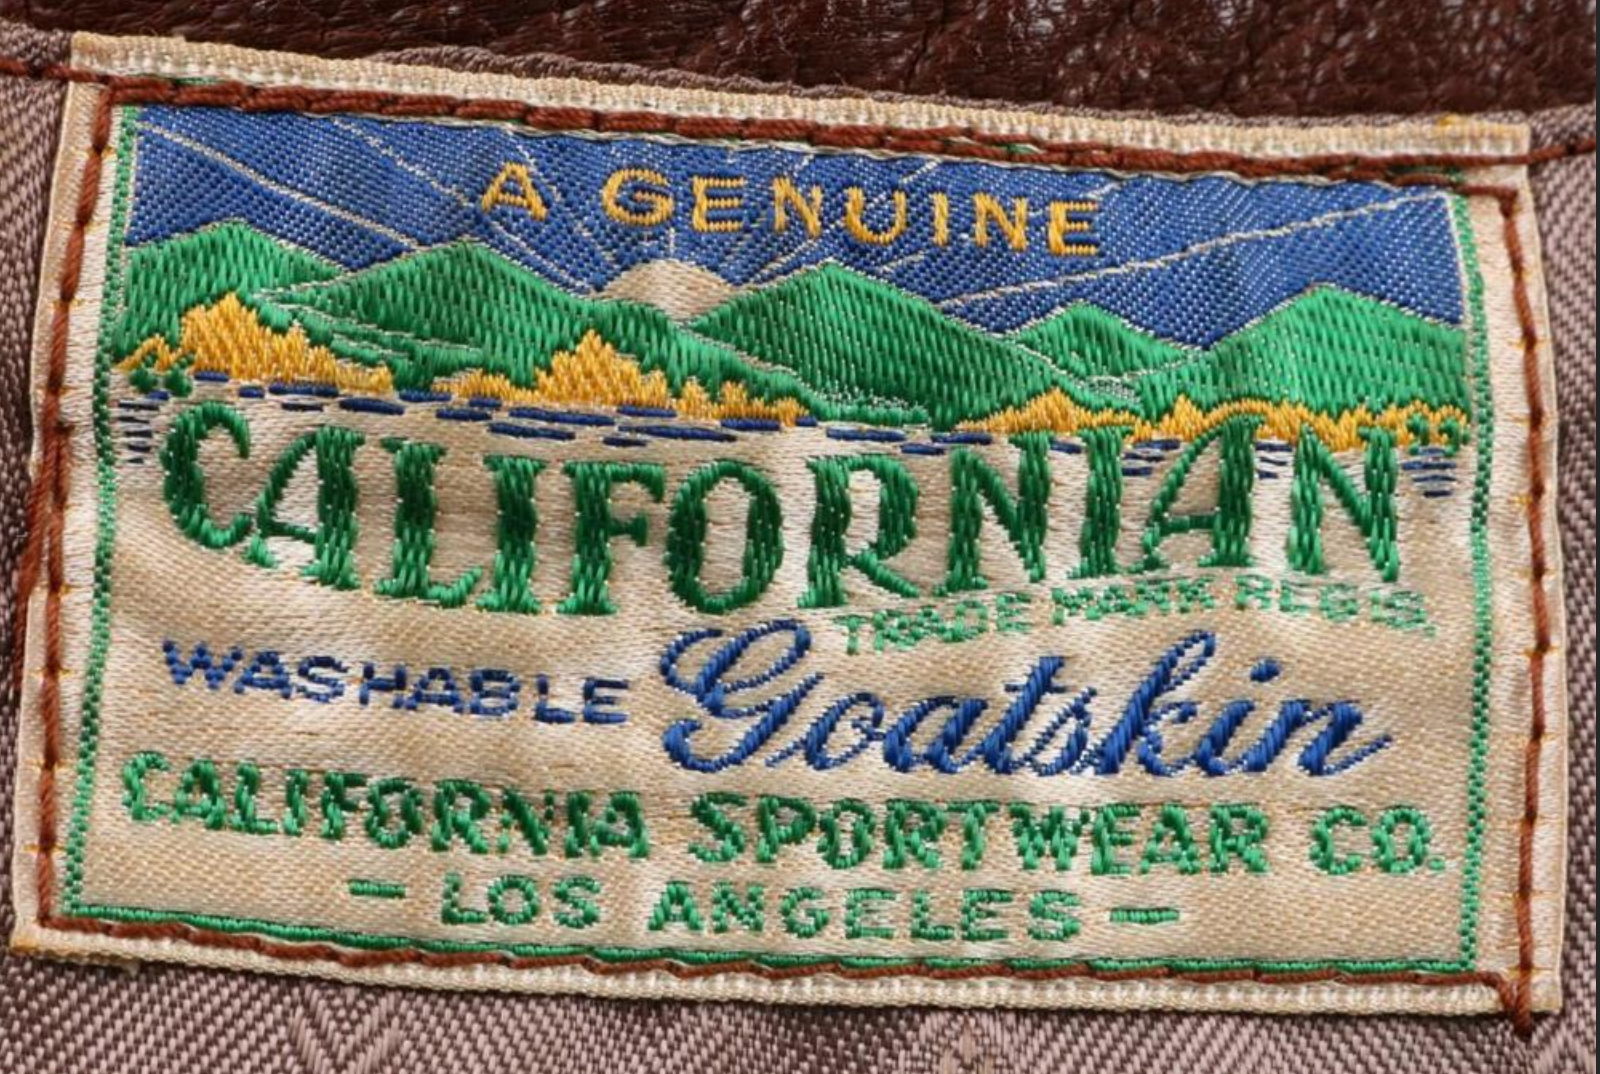 A GENUINE
CALIFORNIAN
TRADE MARK REGIS.
WASHABLE Goatskin
CALIFORNIA SPORTWEAR CO.
- LOS ANGELES -